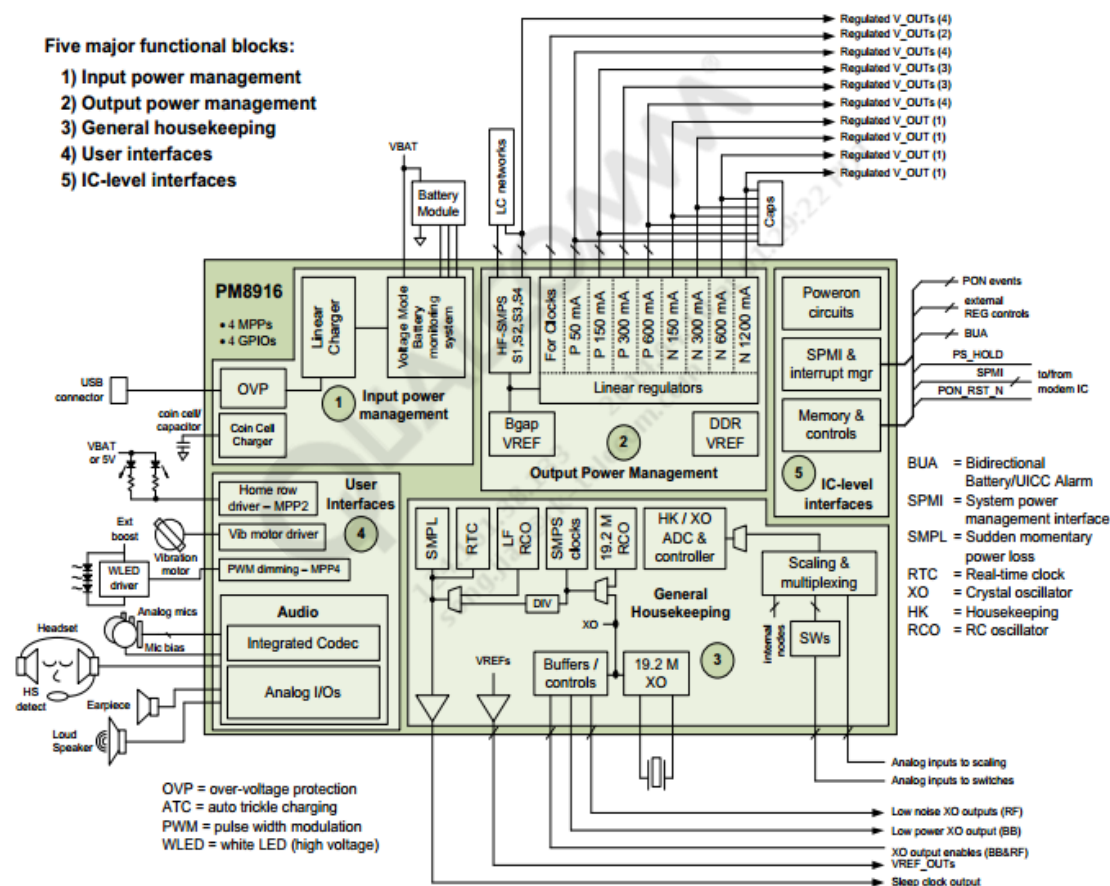 Five major functional blocks:
1) Input power management
2) Output power management
3) General housekeeping
4) User interfaces
5) IC-level interfaces
Regulated V_OUTs (4)
Regulated V_OUTs (2)
Regulated V_OUTs (4)
Regulated V_OUTs (3)
Regulated V_OUTs (3)
Regulated V_OUTs (4)
Regulated V_OUT (1)
Regulated V_OUT (1)
Regulated V_OUT (1)
Regulated V_OUT (1)
VBAT
Battery
Module
LC networks
Caps
PM8916
• 4 MPPs
• 4 GPIOs
Linear
Charger
Voltage Mode
Battery
monitoring
system
OVP
Coin Cell
Charger
1
Input power
management
USB
connector
coin cell/
capacitor
HF-SMPS
S1,S2,S3,S4
For Clocks
P 50 mA
P 150 mA
P 300 mA
P 600 mA
N 150 mA
N 300 mA
N 600 mA
N 1200 mA
Linear regulators
Bgap
VREF
2
DDR
VREF
Output Power Management
Poweron
circuits
SPMI &
interrupt mgr
Memory &
controls
5
IC-level
interfaces
PON events
external
REG controls
BUA
PS_HOLD
SPMI
PON_RST_N
to/from
modem IC
BUA = Bidirectional
Battery/UICC Alarm
SPMI = System power
management interface
SMPL = Sudden momentary
power loss
RTC = Real-time clock
XO = Crystal oscillator
HK = Housekeeping
RCO = RC oscillator
VBAT
or 5V
Home row
driver – MPP2
User
Interfaces
4
Vib motor driver
PWM dimming – MPP4
Ext
boost
Vibration
motor
WLED
driver
Analog mics
Mic bias
Headset
HS
detect
Earpiece
Loud
Speaker
Audio
Integrated Codec
Analog I/Os
SMPL
RTC
LF
RCO
SMPS
clocks
19.2 M
RCO
HK / XO
ADC &
controller
Scaling &
multiplexing
DIV
XO
General
Housekeeping
3
internal
nodes
SWs
VREFs
Buffers /
controls
19.2 M
XO
Analog inputs to scaling
Analog inputs to switches
Low noise XO outputs (RF)
Low power XO output (BB)
XO output enables (BB&RF)
VREF_OUTs
Sleep clock output
OVP = over-voltage protection
ATC = auto trickle charging
PWM = pulse width modulation
WLED = white LED (high voltage)
QUALCOMM®